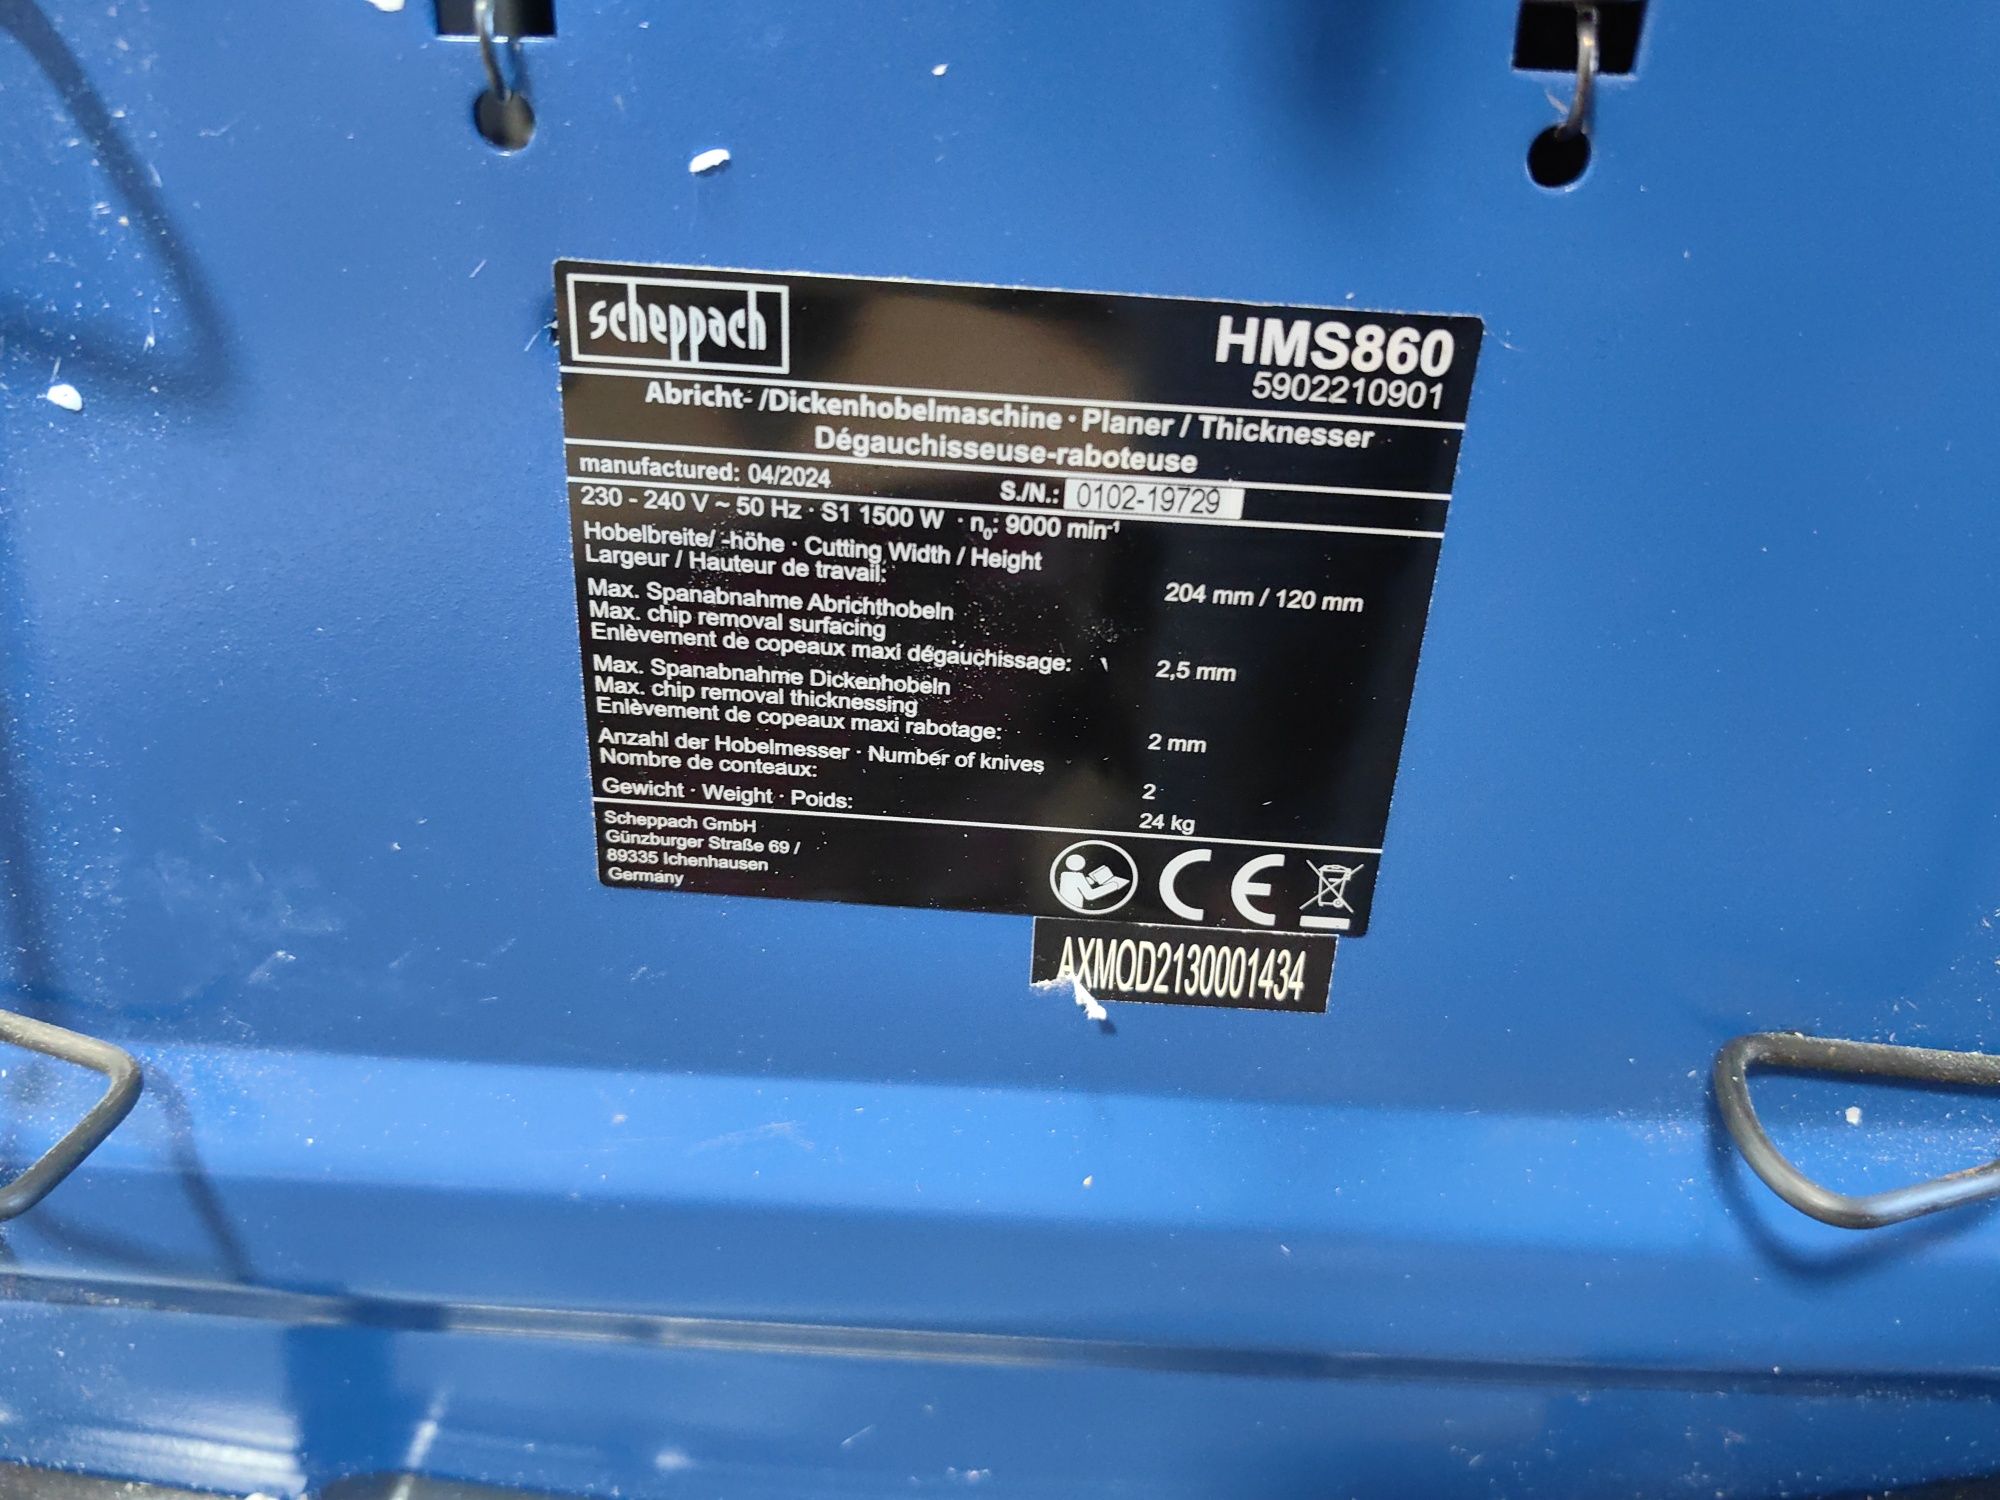 scheppach
HMS860
5902210901
Abricht- /Dickenhobelmaschine · Planer / Thicknesser
Dégauchisseuse-raboteuse
manufactured: 04/2024
S./N.: 0102-19729
230 - 240 V ~ 50 Hz · S1 1500 W · n₀: 9000 min⁻¹
Hobelbreite/ -höhe · Cutting Width / Height
Largeur / Hauteur de travail:
204 mm / 120 mm
Max. Spanabnahme Abrichthobeln
Max. chip removal surfacing
Enlèvement de copeaux maxi dégauchissage:
2,5 mm
Max. Spanabnahme Dickenhobeln
Max. chip removal thicknessing
Enlèvement de copeaux maxi rabotage:
2 mm
Anzahl der Hobelmesser · Number of knives
Nombre de conteaux:
2
Gewicht · Weight · Poids:
24 kg
Scheppach GmbH
Günzburger Straße 69 /
89335 Ichenhausen
Germany
CE
AXMOD2130001434